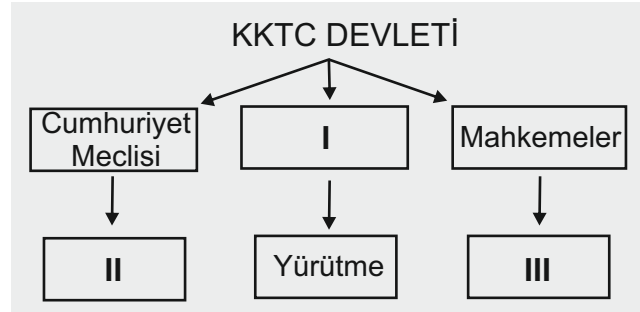 KKTC DEVLETİ
Cumhuriyet
Meclisi
I
Mahkemeler
II
Yürütme
III